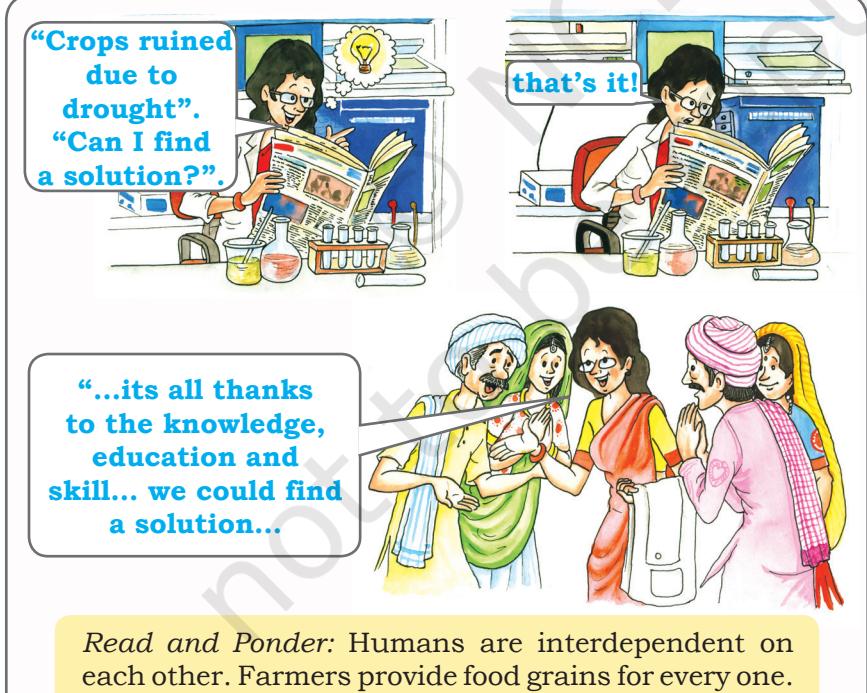 “Crops ruined
due to
drought”.
“Can I find
a solution?”.
that’s it!
“...its all thanks
to the knowledge,
education and
skill... we could find
a solution...
Read and Ponder: Humans are interdependent on
each other. Farmers provide food grains for every one.